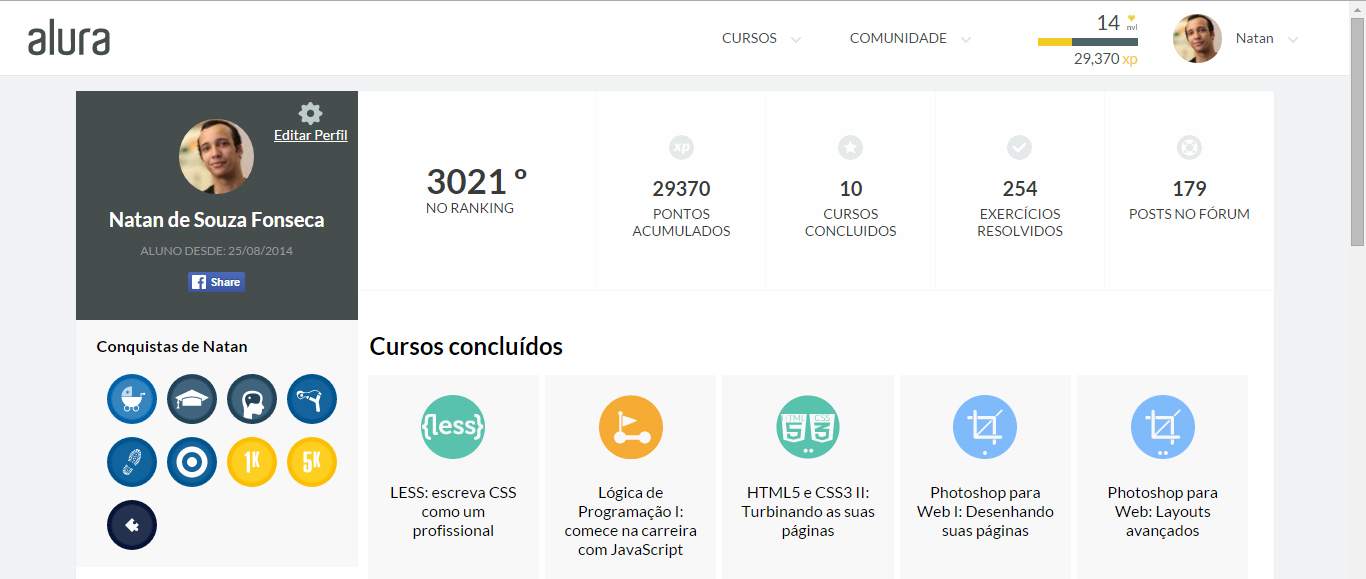 alura
CURSOS
COMUNIDADE
14 nvl
29,370 xp
Natan
Editar Perfil
Natan de Souza Fonseca
ALUNO DESDE: 25/08/2014
f Share
3021 º
NO RANKING
xp
29370
PONTOS
ACUMULADOS
10
CURSOS
CONCLUIDOS
254
EXERCÍCIOS
RESOLVIDOS
179
POSTS NO FÓRUM
Conquistas de Natan
1K
5K
Cursos concluídos
{less}
LESS: escreva CSS
como um
profissional
Lógica de
Programação I:
comece na carreira
com JavaScript
HTML CSS
5 3
HTML5 e CSS3 II:
Turbinando as suas
páginas
Photoshop para
Web I: Desenhando
suas páginas
Photoshop para
Web: Layouts
avançados